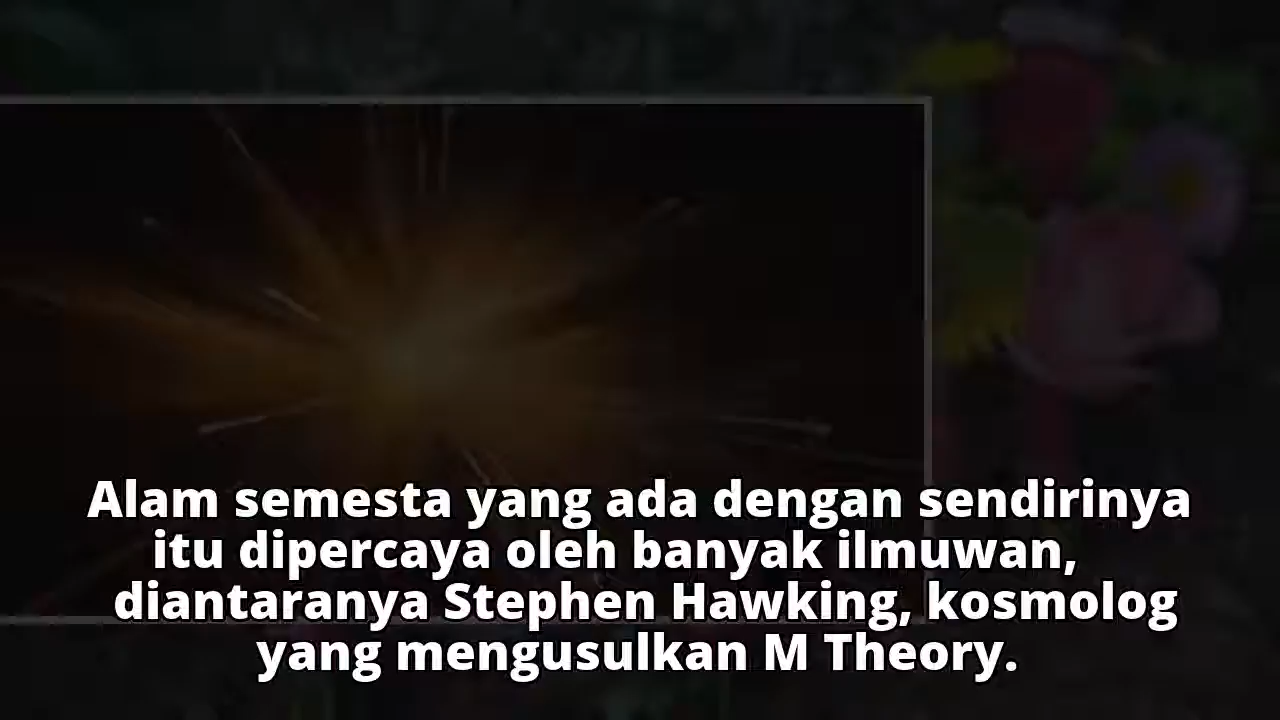 Alam semesta yang ada dengan sendirinya
itu dipercaya oleh banyak ilmuwan,
diantaranya Stephen Hawking, kosmolog
yang mengusulkan M Theory.